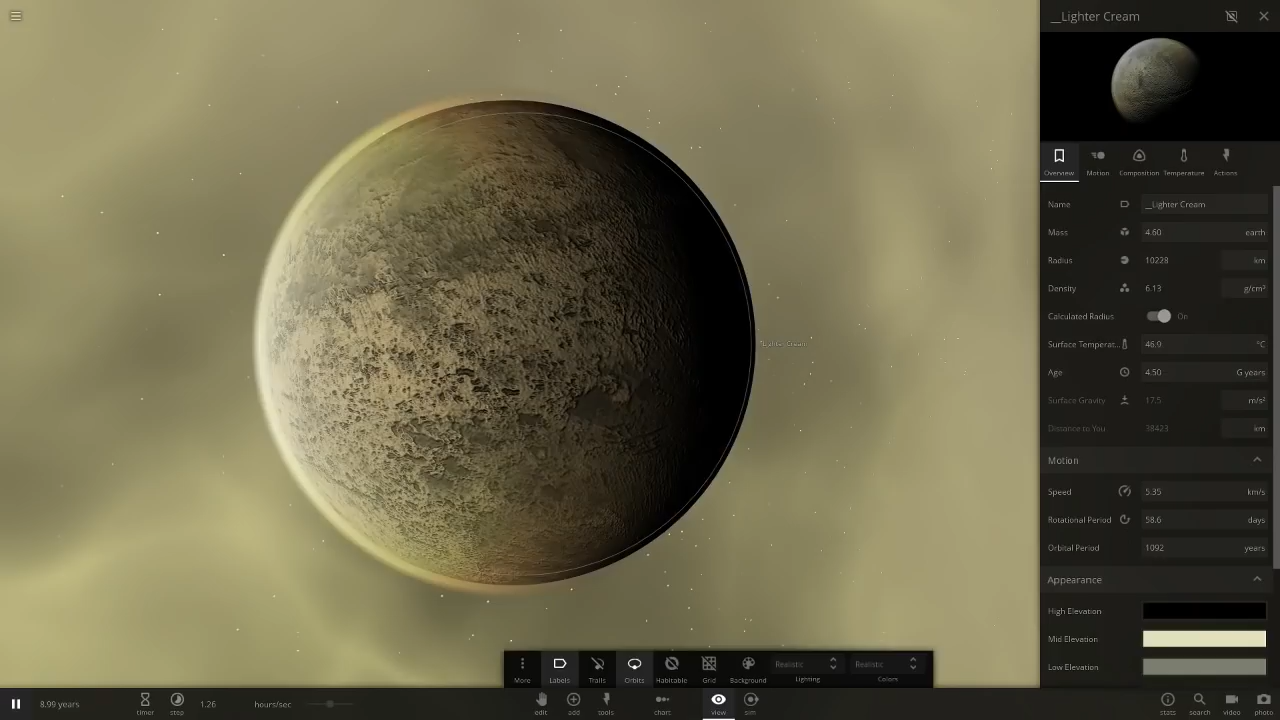 __Lighter Cream
Overview
Motion
Composition
Temperature
Actions
Name
__Lighter Cream
Mass
4.60
earth
Radius
10228
km
Density
6.13
g/cm³
Calculated Radius
On
Surface Temperat...
46.9
°C
Age
4.50
G years
Surface Gravity
17.5
m/s²
Distance to You
38423
km
Motion
Speed
5.35
km/s
Rotational Period
58.6
days
Orbital Period
1092
years
Appearance
High Elevation
Mid Elevation
Low Elevation
More
Labels
Trails
Orbits
Habitable
Grid
Background
Realistic
Lighting
Realistic
Colors
8.99 years
timer
step
1.26
hours/sec
edit
add
tools
chart
view
sim
stats
search
video
photo